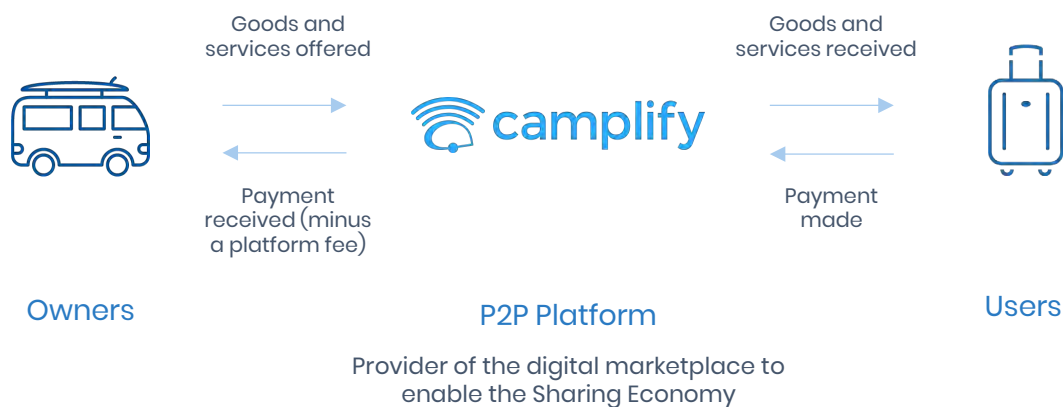 Goods and
services offered
Goods and
services received
camplify
Payment
received (minus
a platform fee)
Payment
made
Owners
P2P Platform
Users
Provider of the digital marketplace to
enable the Sharing Economy